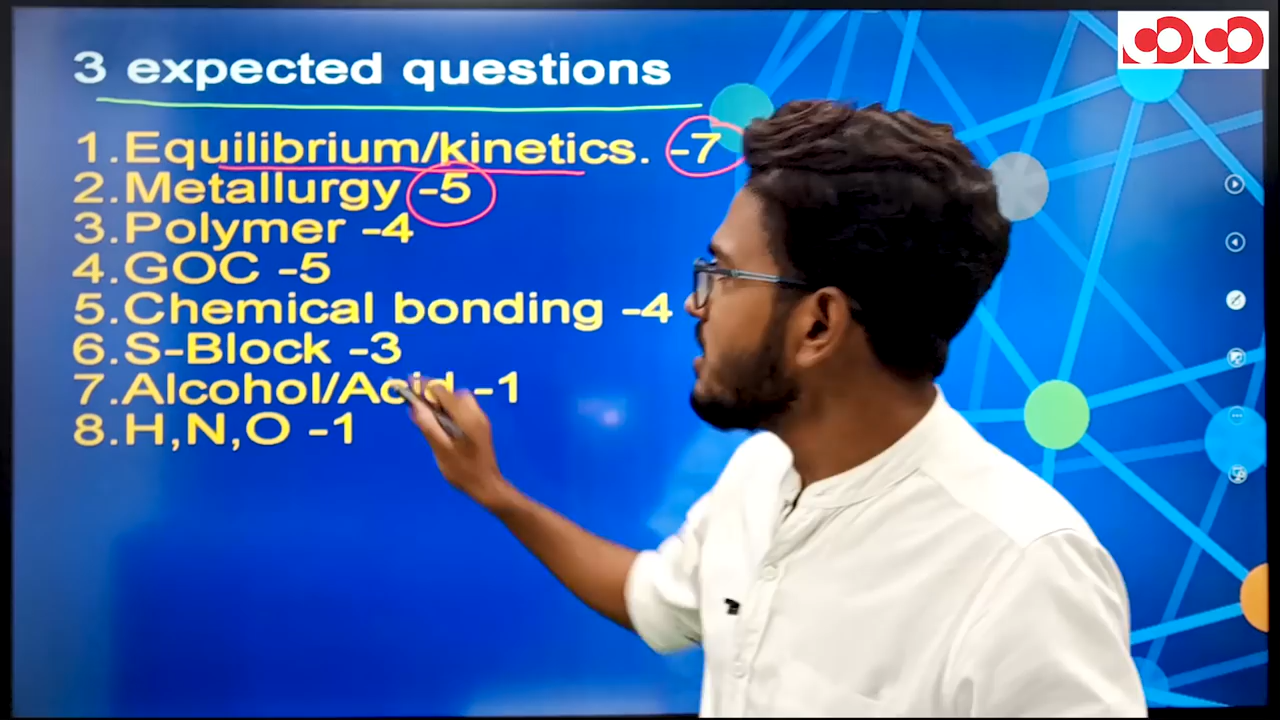 3 expected questions
1.Equilibrium/kinetics. -7
2.Metallurgy -5
3.Polymer -4
4.GOC -5
5.Chemical bonding -4
6.S-Block -3
7.Alcohol/Acid -1
8.H,N,O -1